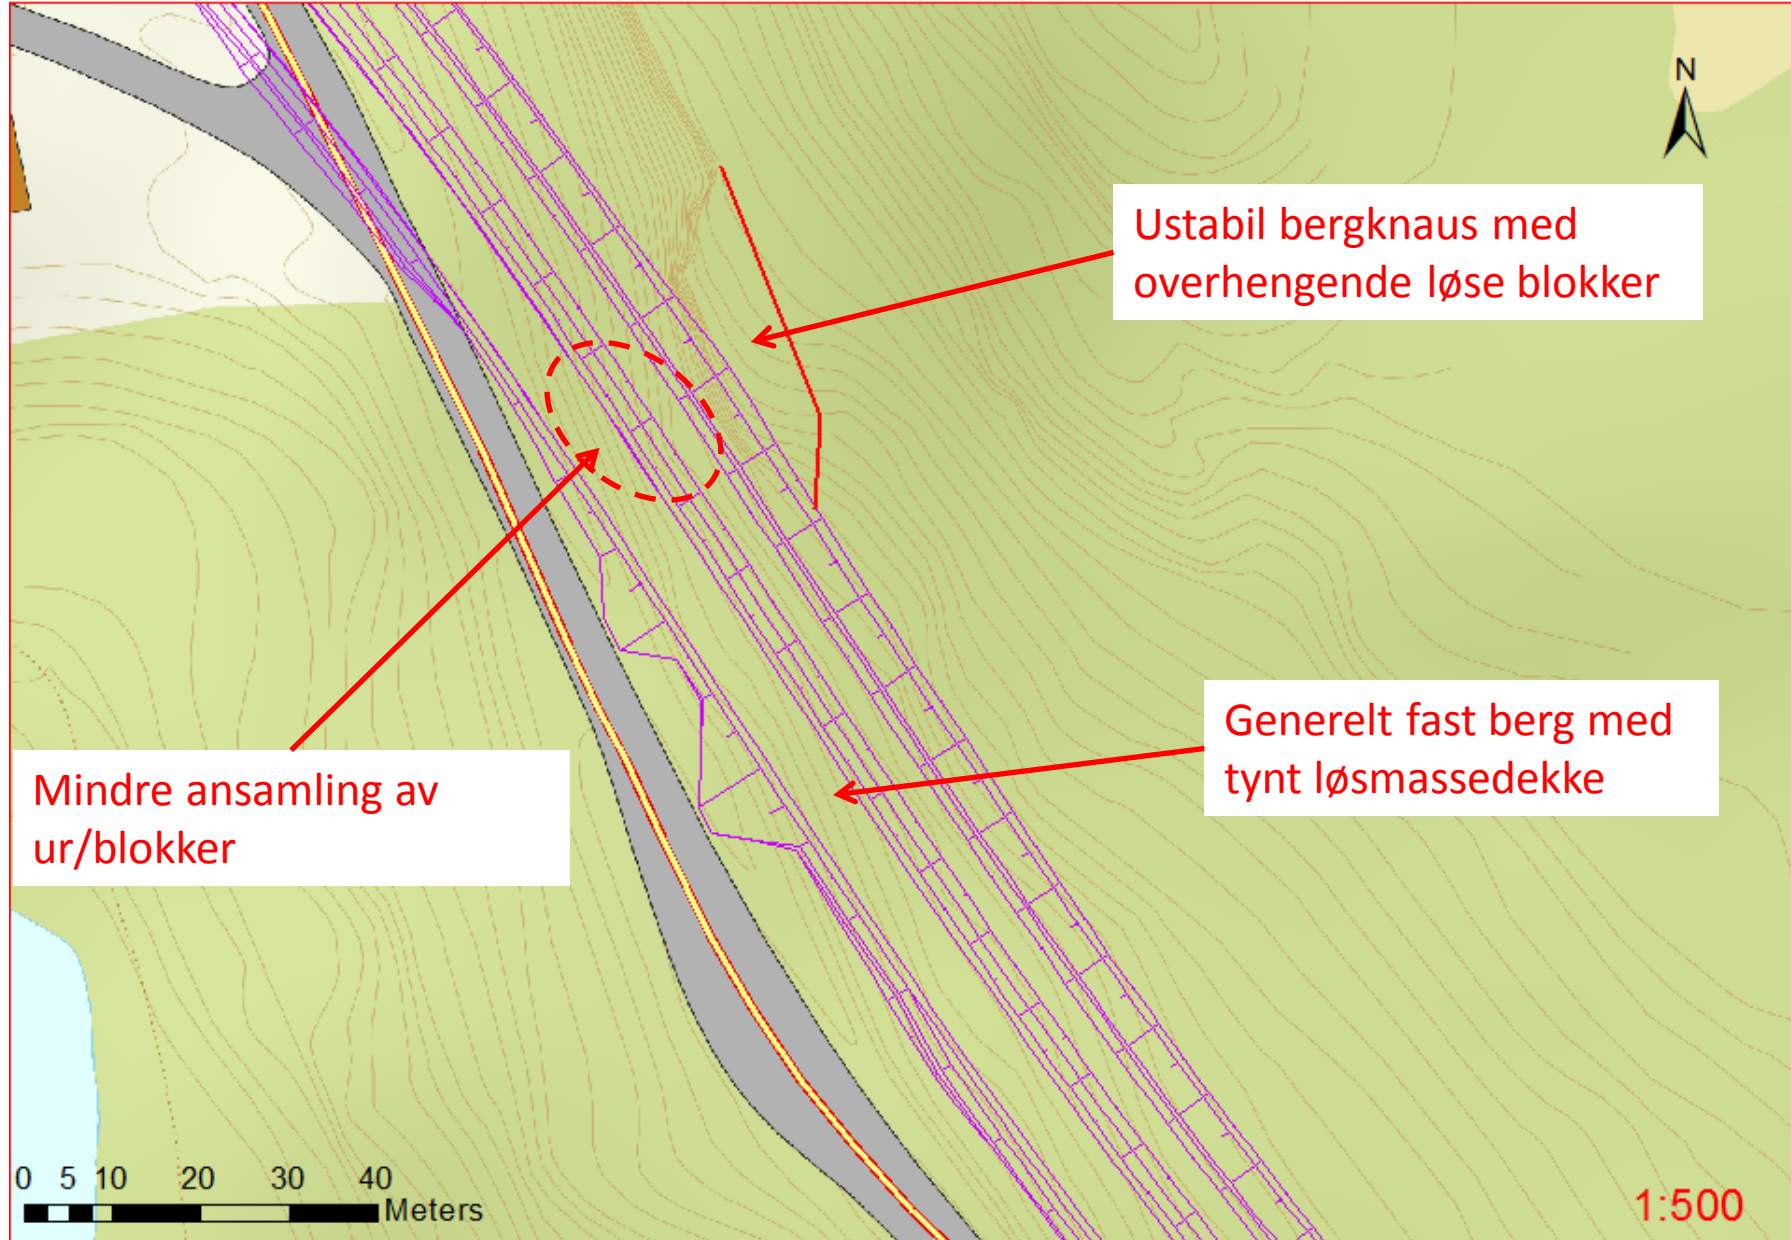 N
Ustabil bergknaus med
overhengende løse blokker
Generelt fast berg med
tynt løsmassedekke
Mindre ansamling av
ur/blokker
0 5 10 20 30 40
Meters
1:500